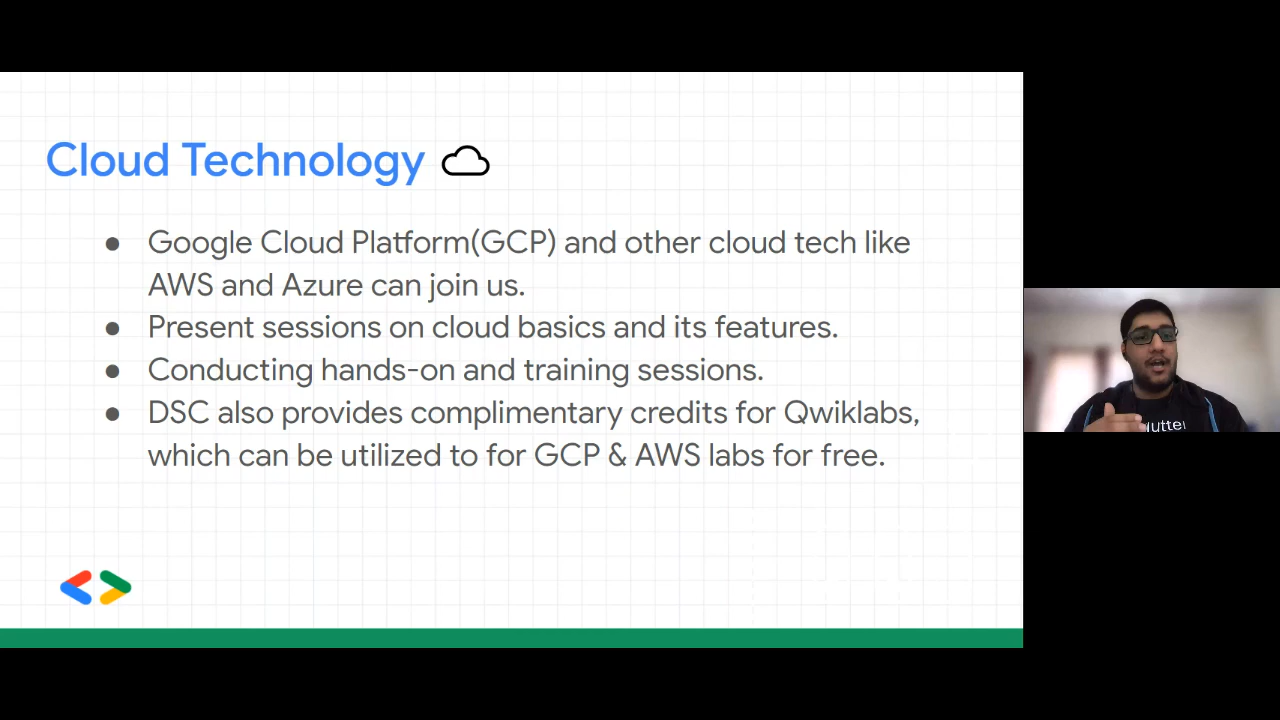 Cloud Technology
● Google Cloud Platform(GCP) and other cloud tech like
AWS and Azure can join us.
● Present sessions on cloud basics and its features.
● Conducting hands-on and training sessions.
● DSC also provides complimentary credits for Qwiklabs,
which can be utilized to for GCP & AWS labs for free.